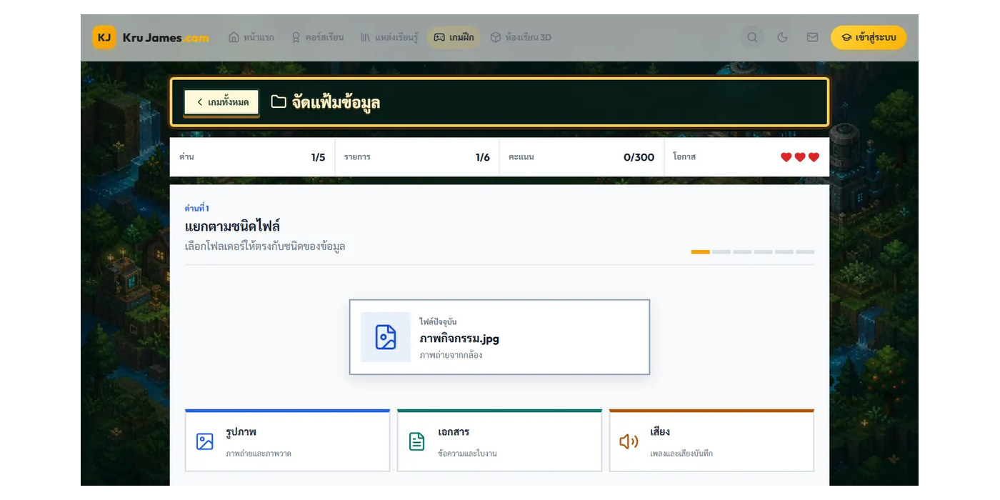 KJ Kru James.com หน้าแรก คอร์สเรียน แหล่งเรียนรู้ เกมฝึก ห้องเรียน 3D เข้าสู่ระบบ
เกมทั้งหมด จัดแฟ้มข้อมูล
ด่าน 1/5 รายการ 1/6 คะแนน 0/300 โอกาส
ด่านที่ 1
แยกตามชนิดไฟล์
เลือกโฟลเดอร์ให้ตรงกับชนิดของข้อมูล
ไฟล์ปัจจุบัน
ภาพกิจกรรม.jpg
ภาพถ่ายจากกล้อง
รูปภาพ
ภาพถ่ายและภาพวาด
เอกสาร
ข้อความและใบงาน
เสียง
เพลงและเสียงบันทึก